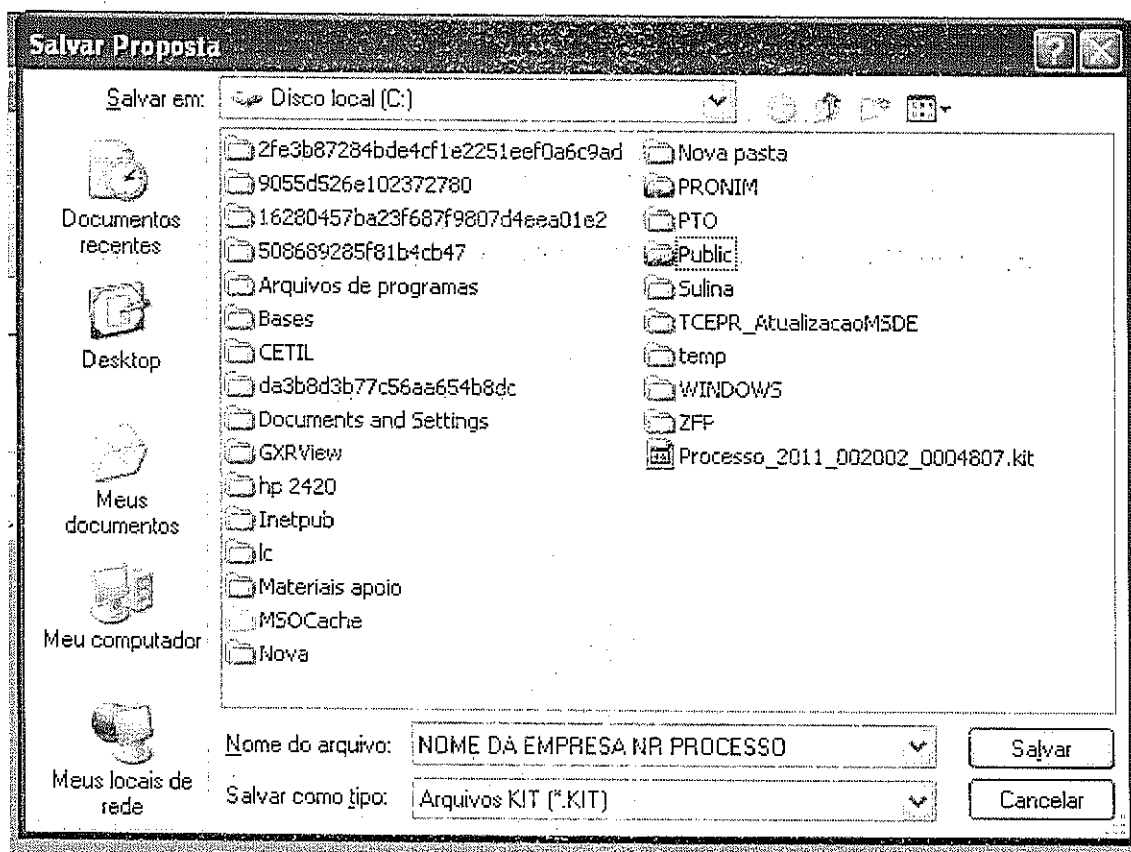 Salvar Proposta
Salvar em:
Disco local (C:)
Documentos
recentes
Desktop
Meus
documentos
Meu computador
Meus locais de
rede
2fe3b87284bde4cf1e2251eef0a6c9ad
9055d526e102372780
16280457ba23f687f9807d4eea01e2
508689285f81b4cb47
Arquivos de programas
Bases
CETIL
da3b8d3b77c56aa654b8dc
Documents and Settings
GXRView
hp 2420
Inetpub
lc
Materiais apoio
MSOCache
Nova
Nova pasta
PRONIM
PTO
Public
Sulina
TCEPR_AtualizacaoMSDE
temp
WINDOWS
ZFP
Processo_2011_002002_0004807.kit
Nome do arquivo:
NOME DA EMPRESA NR PROCESSO
Salvar
Salvar como tipo:
Arquivos KIT (*.KIT)
Cancelar